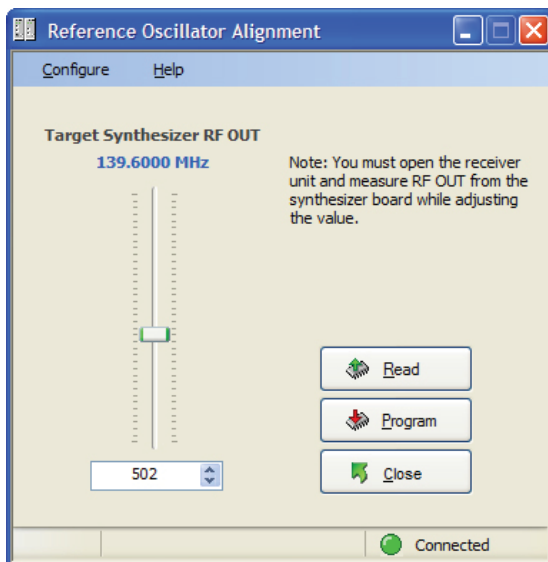 Reference Oscillator Alignment
Configure Help
Target Synthesizer RF OUT
139.6000 MHz
Note: You must open the receiver
unit and measure RF OUT from the
synthesizer board while adjusting
the value.
Read
Program
502
Close
Connected